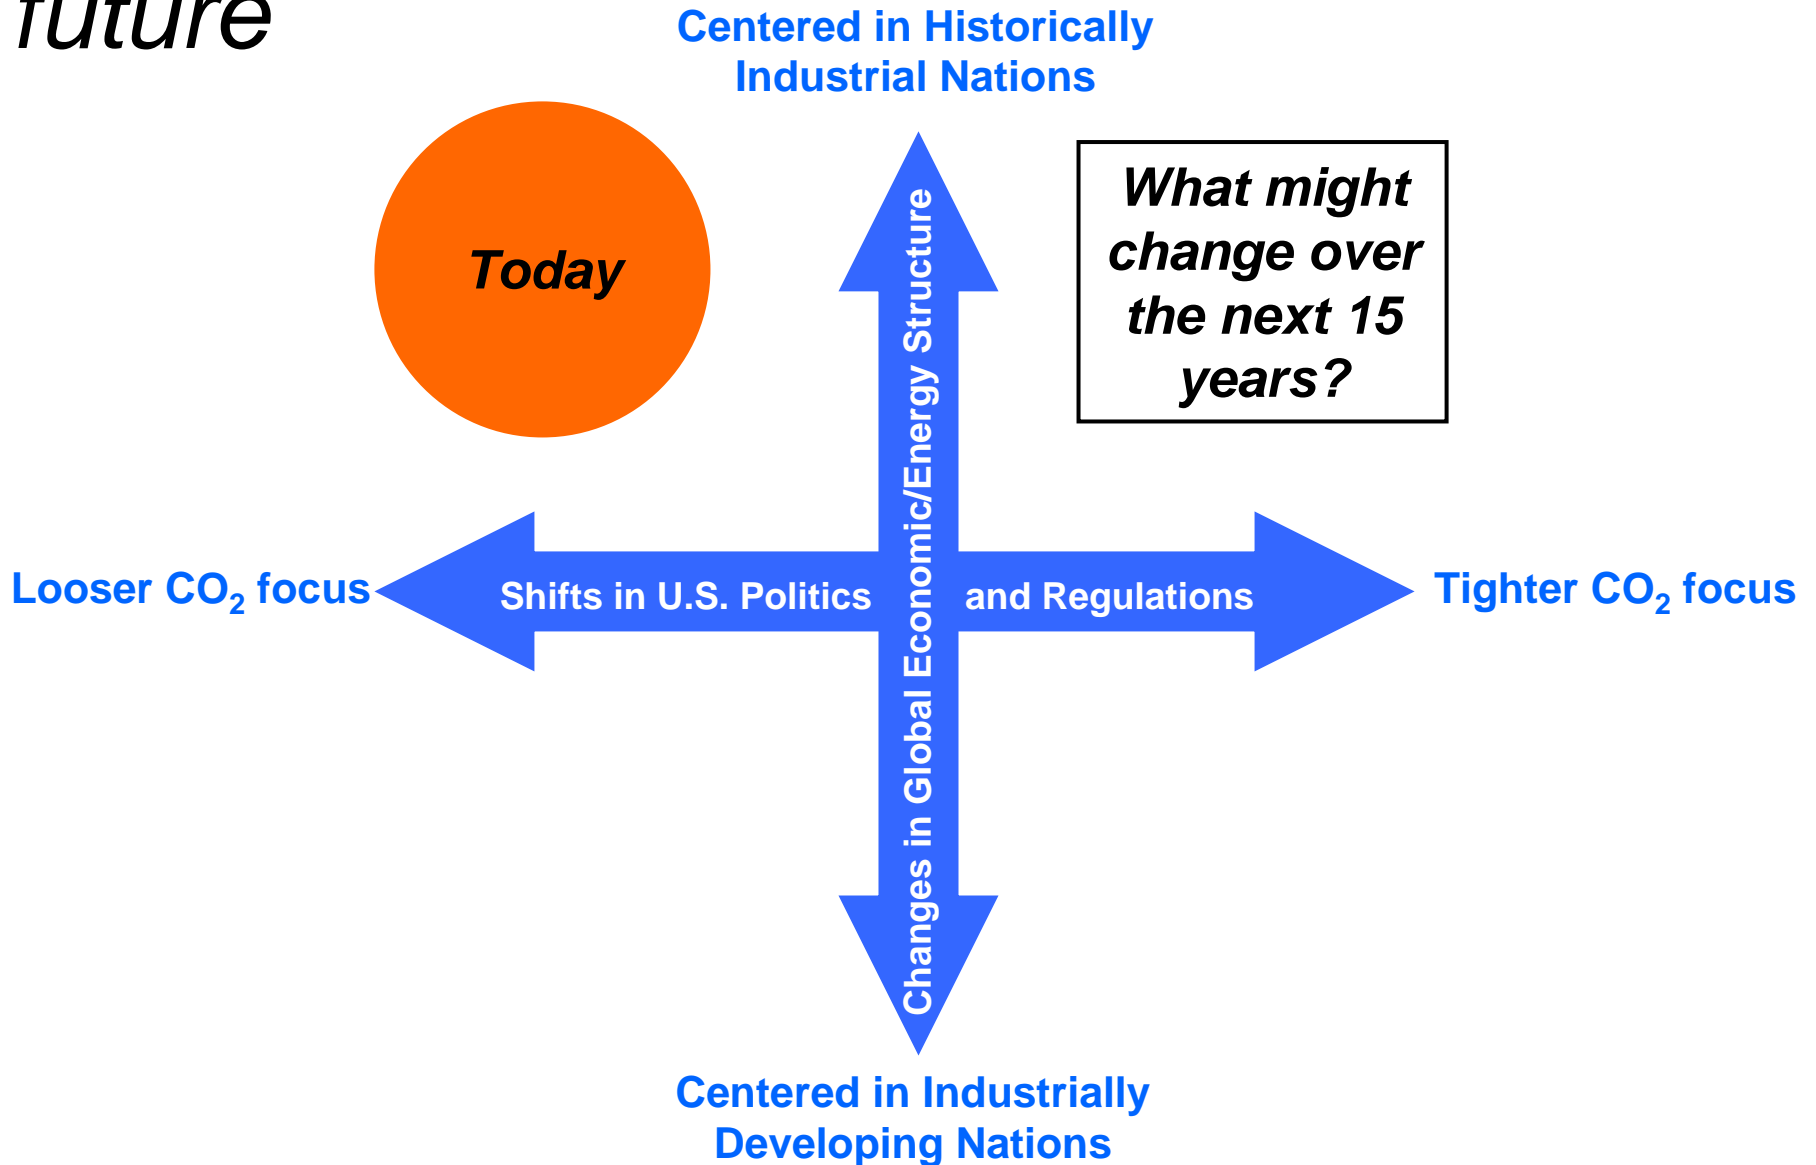 future
Centered in Historically
Industrial Nations
Today
What might
change over
the next 15
years?
Changes in Global Economic/Energy Structure
Looser CO₂ focus
Shifts in U.S. Politics and Regulations
Tighter CO₂ focus
Centered in Industrially
Developing Nations